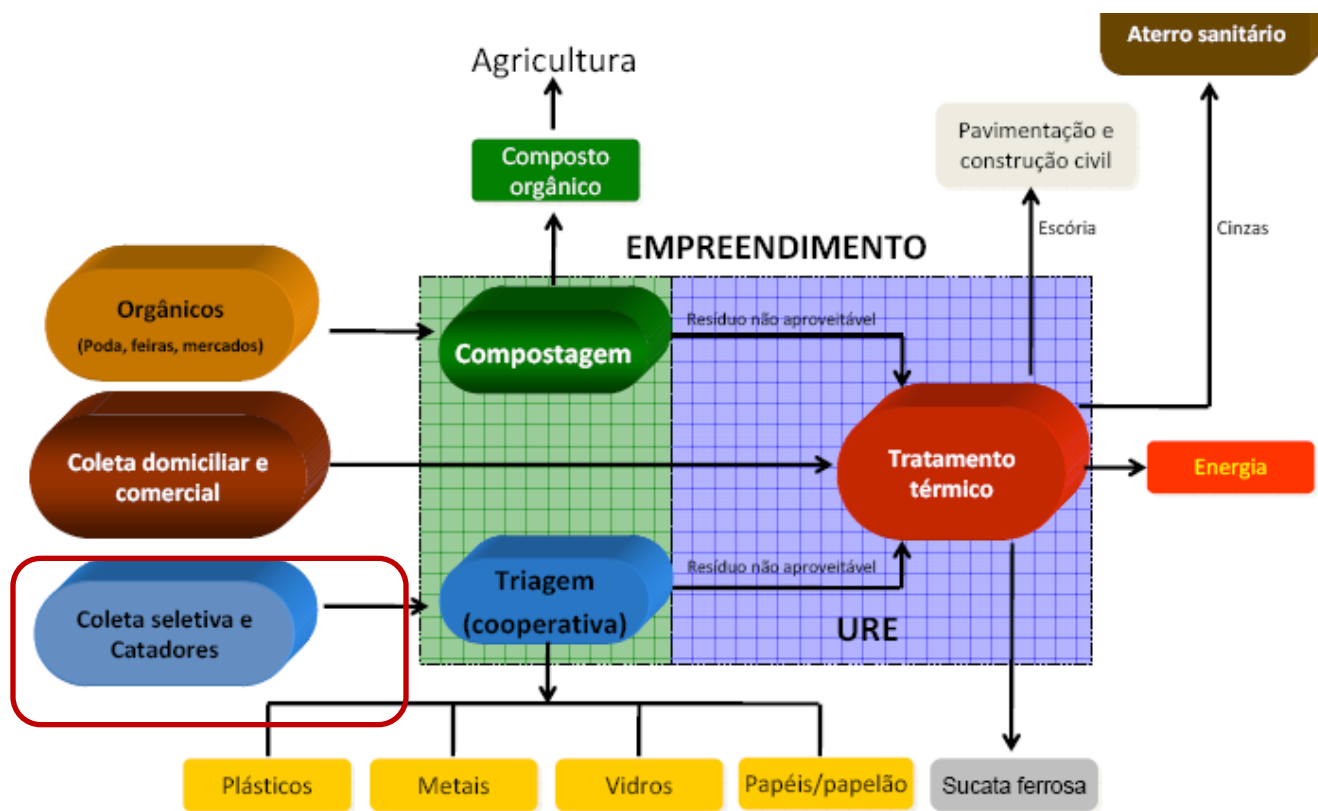 Aterro sanitário
Agricultura
Pavimentação e
construção civil
Composto
orgânico
Escória
Cinzas
EMPREENDIMENTO
Orgânicos
(Poda, feiras, mercados)
Resíduo não aproveitável
Compostagem
Coleta domiciliar e
comercial
Tratamento
térmico
Energia
Coleta seletiva e
Catadores
Triagem
(cooperativa)
Resíduo não aproveitável
URE
Plásticos
Metais
Vidros
Papéis/papelão
Sucata ferrosa